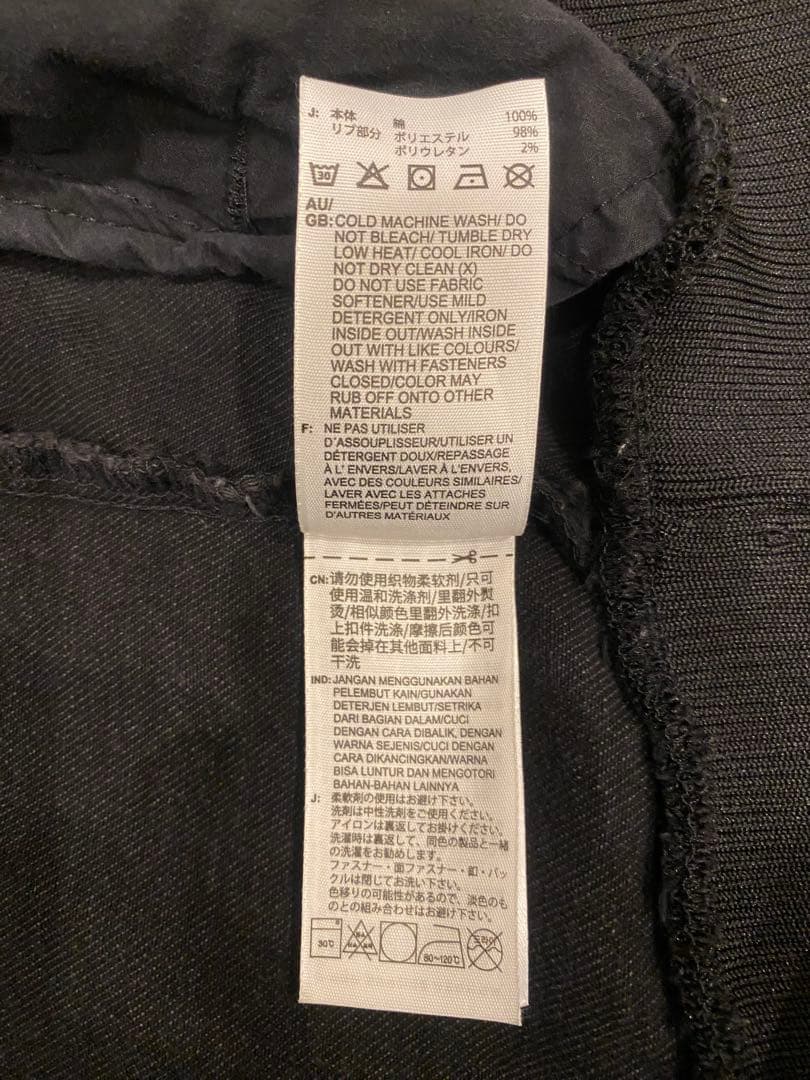 J: 本体 綿 100%
リブ部分 ポリエステル 98%
ポリウレタン 2%
30
AU/
GB: COLD MACHINE WASH/ DO
NOT BLEACH/ TUMBLE DRY
LOW HEAT/ COOL IRON/ DO
NOT DRY CLEAN (X)
DO NOT USE FABRIC
SOFTENER/USE MILD
DETERGENT ONLY/IRON
INSIDE OUT/WASH INSIDE
OUT WITH LIKE COLOURS/
WASH WITH FASTENERS
CLOSED/COLOR MAY
RUB OFF ONTO OTHER
MATERIALS
F: NE PAS UTILISER
D'ASSOUPLISSEUR/UTILISER UN
DÉTERGENT DOUX/REPASSAGE
À L' ENVERS/LAVER À L'ENVERS,
AVEC DES COULEURS SIMILAIRES/
LAVER AVEC LES ATTACHES
FERMÉES/PEUT DÉTEINDRE SUR
D'AUTRES MATÉRIAUX
CN: 请勿使用织物柔软剂/只可
使用温和洗涤剂/里翻外熨
烫/相似颜色里翻外洗涤/扣
上扣件洗涤/摩擦后颜色可
能会掉在其他面料上/不可
干洗
IND: JANGAN MENGGUNAKAN BAHAN
PELEMBUT KAIN/GUNAKAN
DETERJEN LEMBUT/SETRIKA
DARI BAGIAN DALAM/CUCI
DENGAN CARA DIBALIK, DENGAN
WARNA SEJENIS/CUCI DENGAN
CARA DIKANCINGKAN/WARNA
BISA LUNTUR DAN MENGOTORI
BAHAN-BAHAN LAINNYA
J: 柔軟剤の使用はお避け下さい。
洗剤は中性洗剤をご使用ください。
アイロンは裏返してお掛けください。
洗濯時は裏返して、同色の製品と一緒
の洗濯をお勧めします。
ファスナー・面ファスナー・釦・バッ
クルは閉じてお洗い下さい。
色移りの可能性があるので、淡色のも
のとの組み合わせはお避け下さい。
30℃ 80~120℃ ドライ